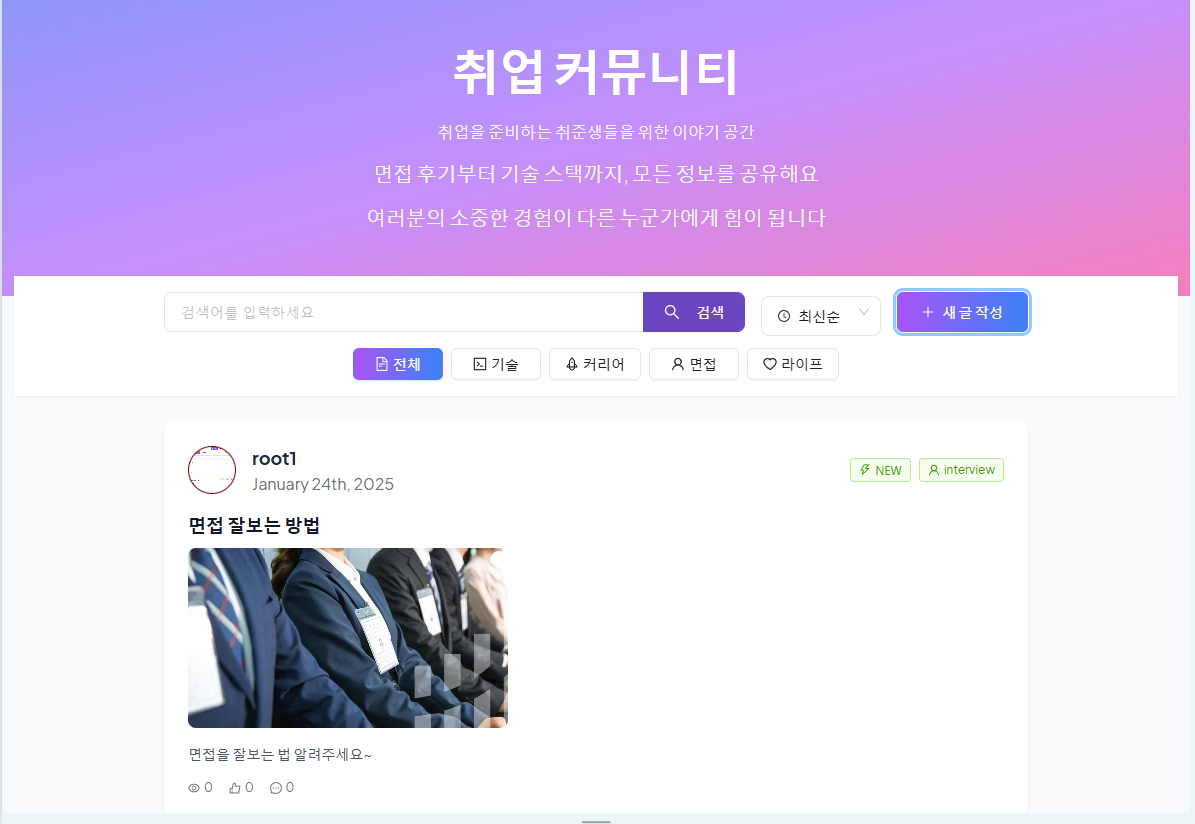 취업 커뮤니티
취업을 준비하는 취준생들을 위한 이야기 공간
면접 후기부터 기술 스택까지, 모든 정보를 공유해요
여러분의 소중한 경험이 다른 누군가에게 힘이 됩니다
검색어를 입력하세요 검색 최신순 새 글 작성
전체 기술 커리어 면접 라이프
root1
January 24th, 2025
NEW interview
면접 잘보는 방법
면접을 잘보는 법 알려주세요~
0 0 0